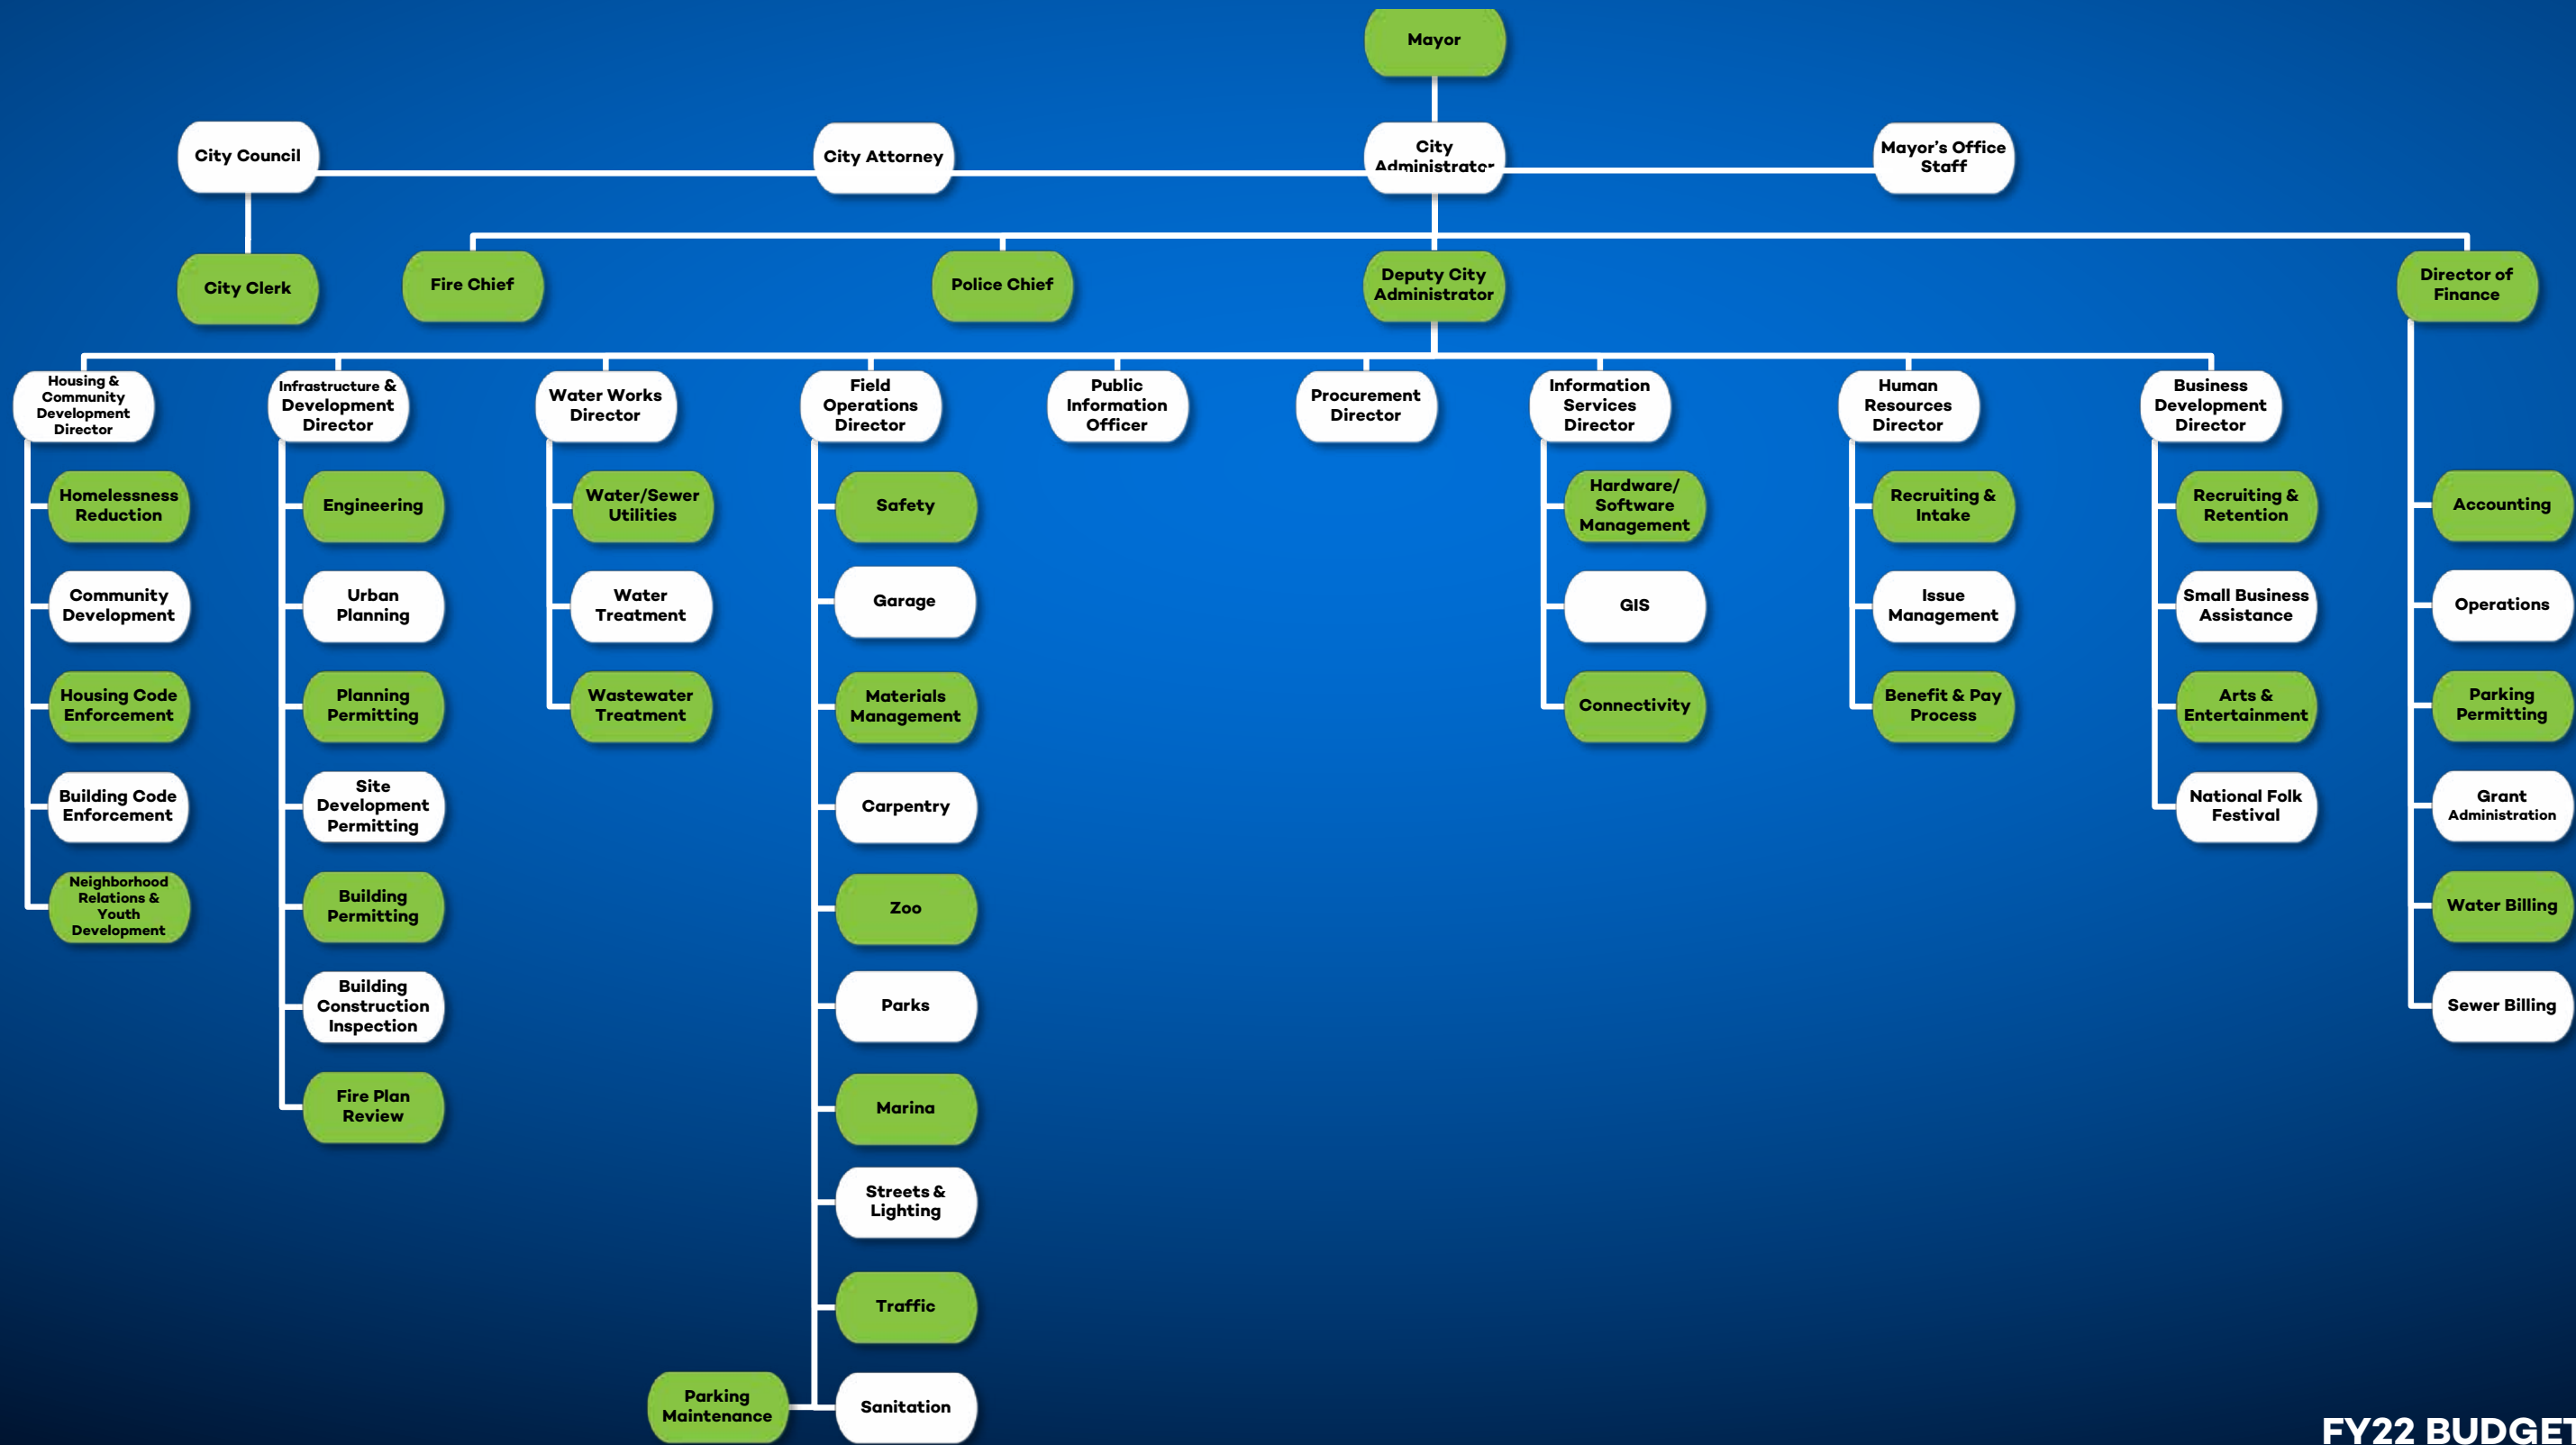 Mayor
City Council
City Attorney
City
Administrator
Mayor's Office
Staff
City Clerk
Fire Chief
Police Chief
Deputy City
Administrator
Director of
Finance
Housing &
Community
Development
Director
Infrastructure &
Development
Director
Water Works
Director
Field
Operations
Director
Public
Information
Officer
Procurement
Director
Information
Services
Director
Human
Resources
Director
Business
Development
Director
Homelessness
Reduction
Community
Development
Housing Code
Enforcement
Building Code
Enforcement
Neighborhood
Relations &
Youth
Development
Engineering
Urban
Planning
Planning
Permitting
Site
Development
Permitting
Building
Permitting
Building
Construction
Inspection
Fire Plan
Review
Water/Sewer
Utilities
Water
Treatment
Wastewater
Treatment
Safety
Garage
Materials
Management
Carpentry
Zoo
Parks
Marina
Streets &
Lighting
Traffic
Parking
Maintenance
Sanitation
Hardware/
Software
Management
GIS
Connectivity
Recruiting &
Intake
Issue
Management
Benefit & Pay
Process
Recruiting &
Retention
Small Business
Assistance
Arts &
Entertainment
National Folk
Festival
Accounting
Operations
Parking
Permitting
Grant
Administration
Water Billing
Sewer Billing
FY22 BUDGET